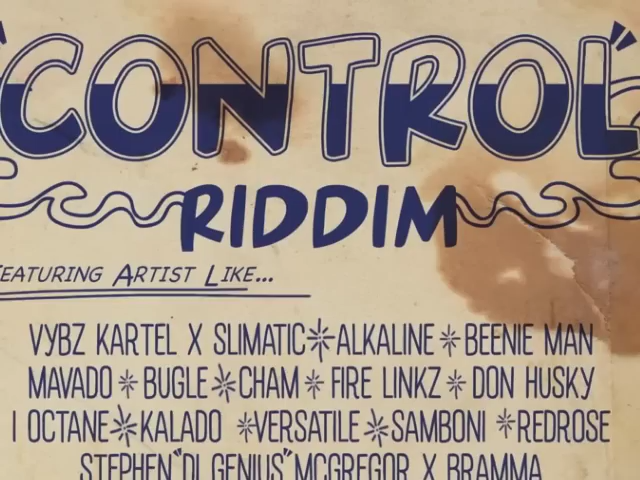 "CONTROL"
RIDDIM
FEATURING ARTIST LIKE...
VYBZ KARTEL X SLIMATIC * ALKALINE * BEENIE MAN
MAVADO * BUGLE * CHAM * FIRE LINKZ * DON HUSKY
I OCTANE * KALADO * VERSATILE * SAMBONI * REDROSE
STEPHEN "DI GENIUS" MCGREGOR X BRAMMA